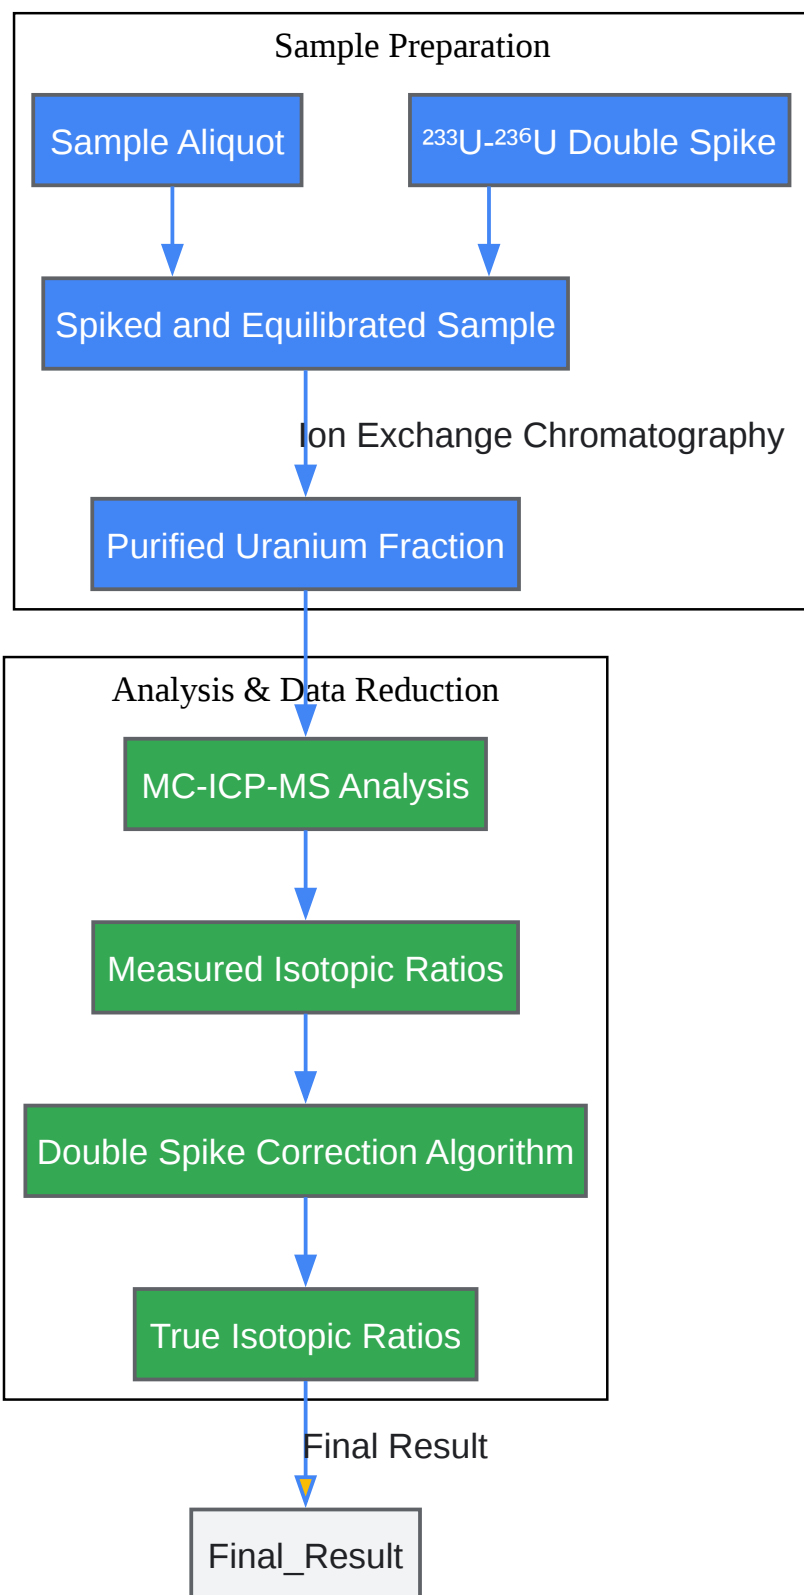 Sample Preparation
Sample Aliquot
²³³U-²³⁶U Double Spike
Spiked and Equilibrated Sample
Ion Exchange Chromatography
Purified Uranium Fraction
Analysis & Data Reduction
MC-ICP-MS Analysis
Measured Isotopic Ratios
Double Spike Correction Algorithm
True Isotopic Ratios
Final Result
Final_Result